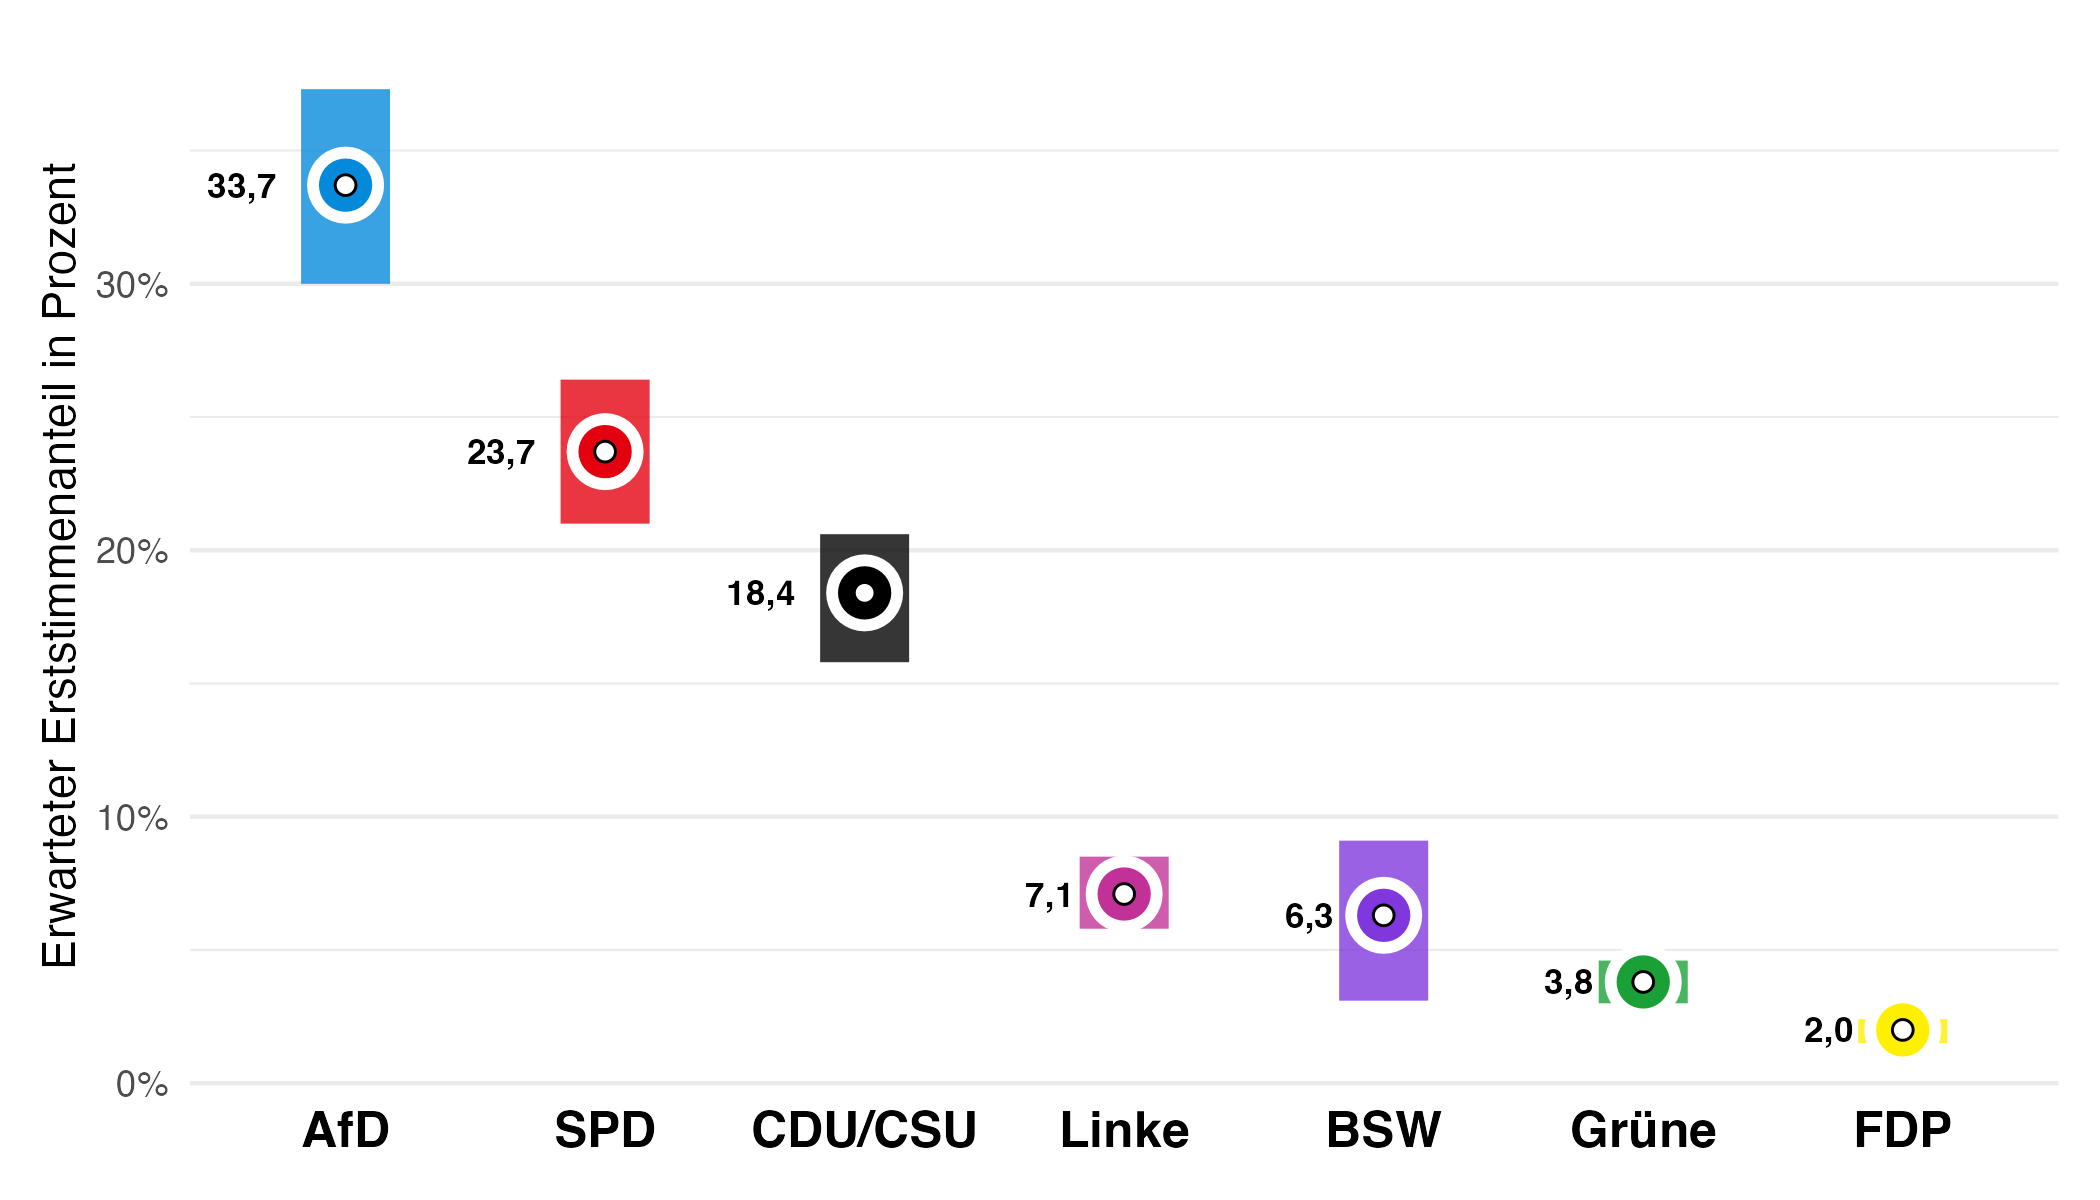 Erwarteter Erststimmenanteil in Prozent
30%
20%
10%
0%
33,7
23,7
18,4
7,1
6,3
3,8
2,0
AfD
SPD
CDU/CSU
Linke
BSW
Grüne
FDP